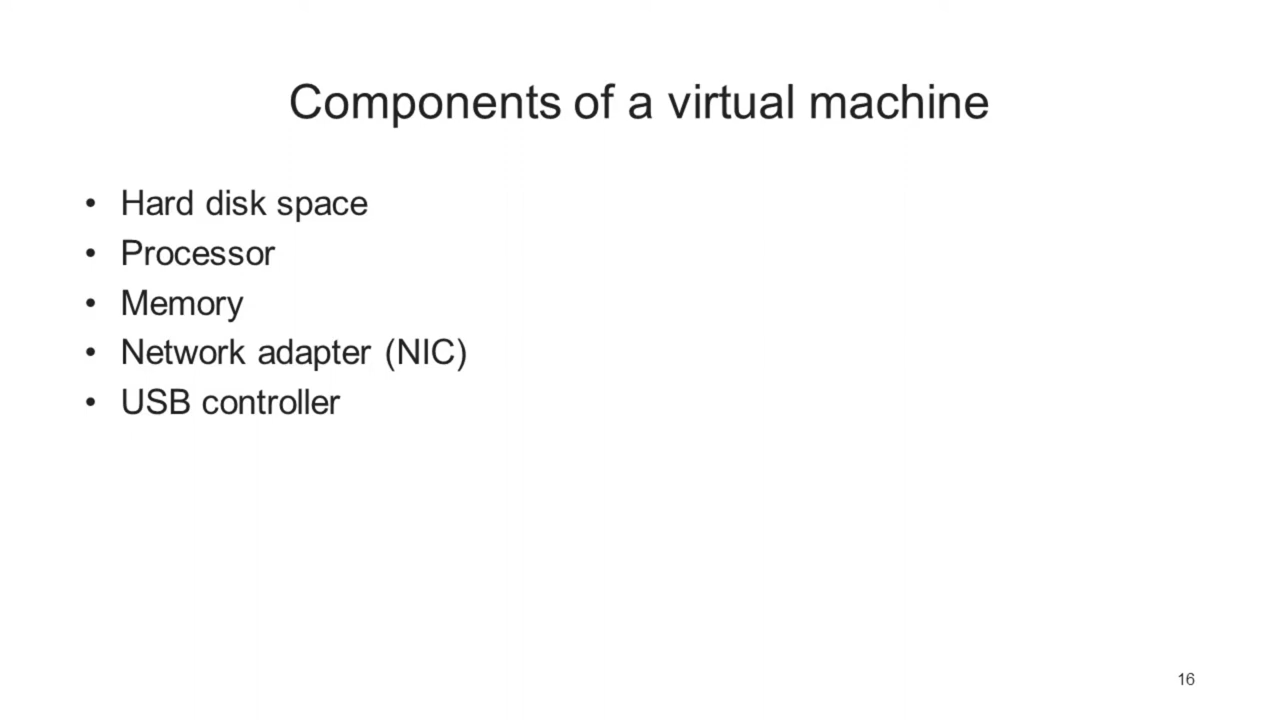 Components of a virtual machine
• Hard disk space
• Processor
• Memory
• Network adapter (NIC)
• USB controller
16